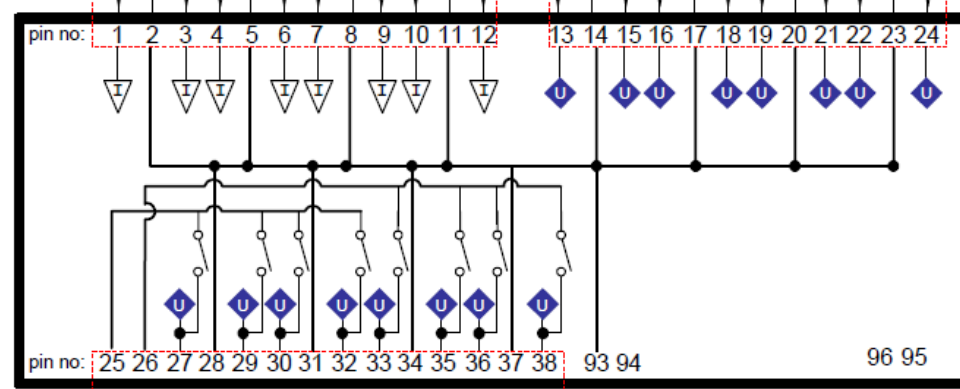 pin no: 1 2 3 4 5 6 7 8 9 10 11 12 13 14 15 16 17 18 19 20 21 22 23 24
I I I I I I I I U U U U U U U U
U U U U U U U U
pin no: 25 26 27 28 29 30 31 32 33 34 35 36 37 38 93 94 96 95